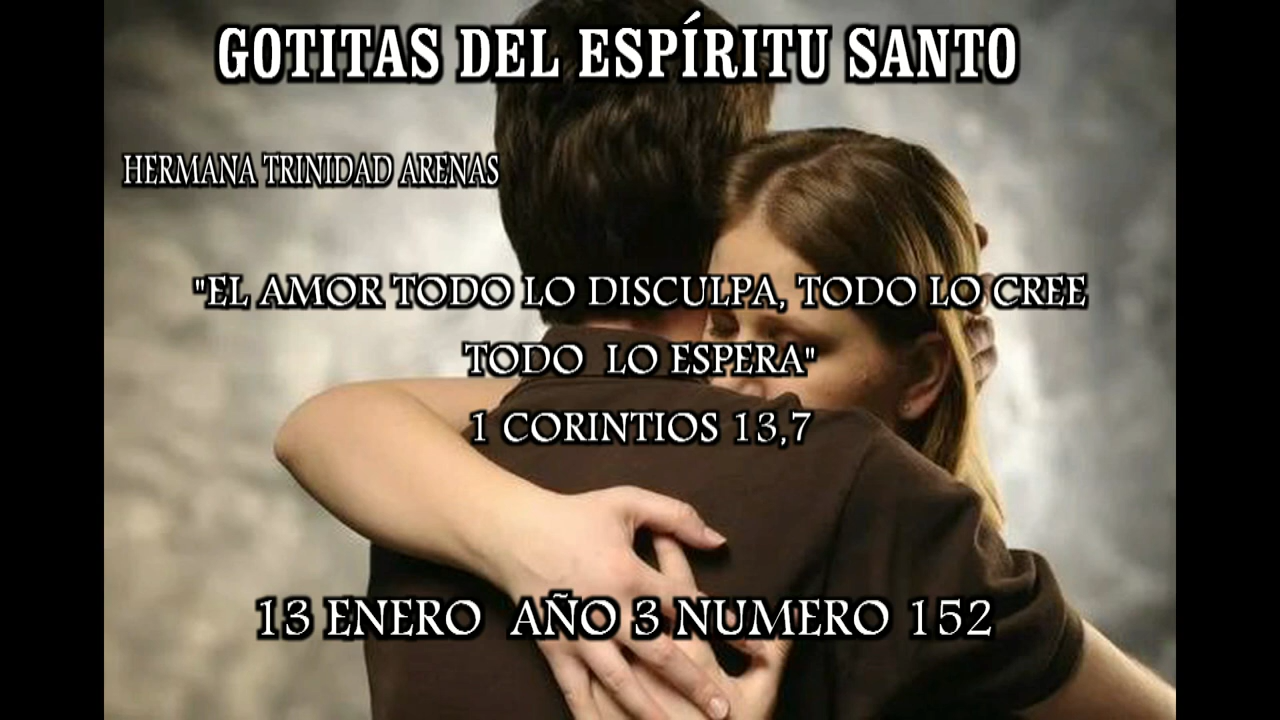 GOTITAS DEL ESPÍRITU SANTO
HERMANA TRINIDAD ARENAS
"EL AMOR TODO LO DISCULPA, TODO LO CREE
TODO LO ESPERA"
1 CORINTIOS 13,7
13 ENERO AÑO 3 NUMERO 152